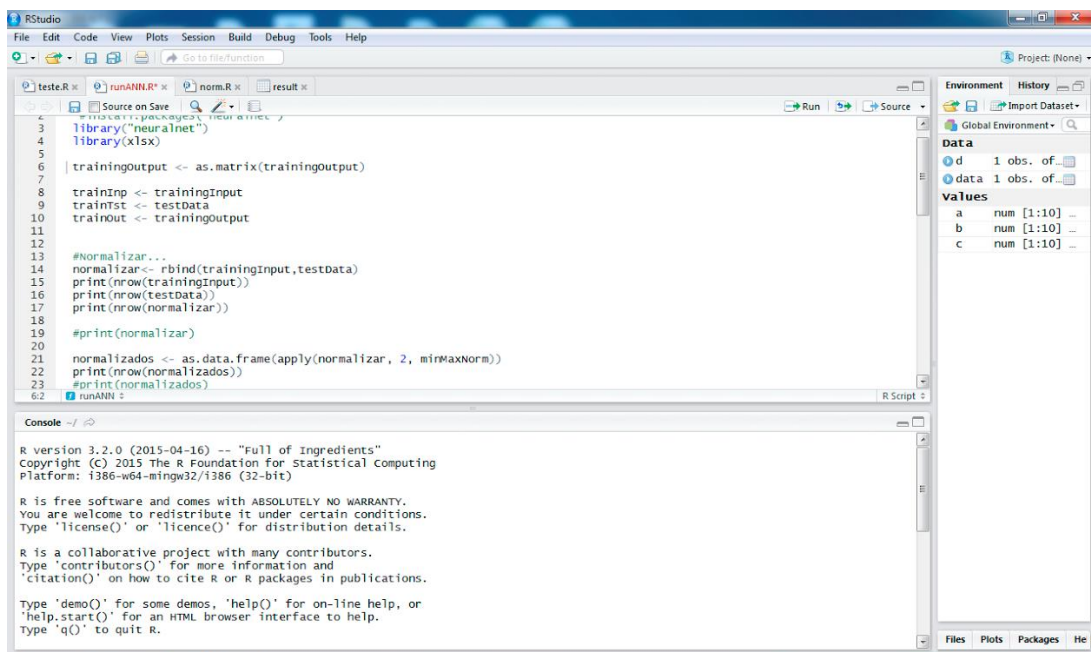 RStudio
File Edit Code View Plots Session Build Debug Tools Help
Go to file/function
Project: (None)
teste.R × runANN.R* × norm.R × result ×
Source on Save
Run Source
2 #install.packages("neuralnet")
3 library("neuralnet")
4 library(xlsx)
5
6 trainingOutput <- as.matrix(trainingOutput)
7
8 trainInp <- trainingInput
9 trainTst <- testData
10 trainOut <- trainingOutput
11
12
13 #Normalizar...
14 normalizar<- rbind(trainingInput,testData)
15 print(nrow(trainingInput))
16 print(nrow(testData))
17 print(nrow(normalizar))
18
19 #print(normalizar)
20
21 normalizados <- as.data.frame(apply(normalizar, 2, minMaxNorm))
22 print(nrow(normalizados))
23 #print(normalizados)
6:2 runANN R Script
Console ~/
R version 3.2.0 (2015-04-16) -- "Full of Ingredients"
Copyright (C) 2015 The R Foundation for Statistical Computing
Platform: i386-w64-mingw32/i386 (32-bit)
R is free software and comes with ABSOLUTELY NO WARRANTY.
You are welcome to redistribute it under certain conditions.
Type 'license()' or 'licence()' for distribution details.
R is a collaborative project with many contributors.
Type 'contributors()' for more information and
'citation()' on how to cite R or R packages in publications.
Type 'demo()' for some demos, 'help()' for on-line help, or
'help.start()' for an HTML browser interface to help.
Type 'q()' to quit R.
Environment History
Import Dataset
Global Environment
Data
d 1 obs. of…
data 1 obs. of…
Values
a num [1:10] …
b num [1:10] …
c num [1:10] …
Files Plots Packages He